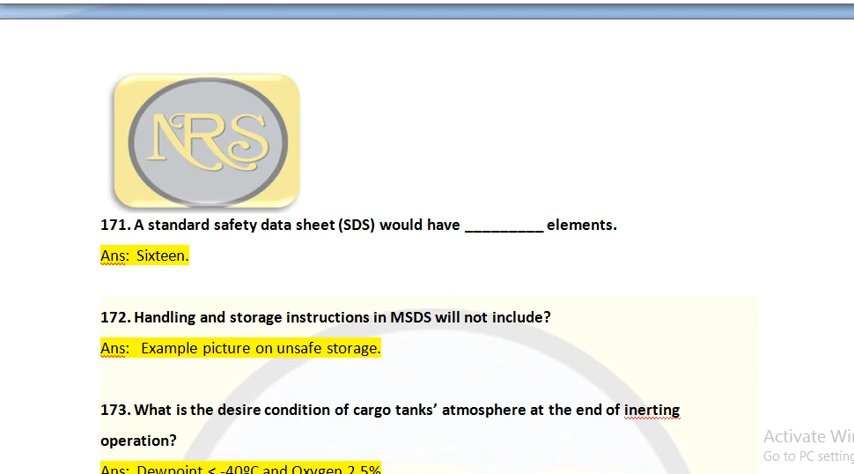 NRS
171. A standard safety data sheet (SDS) would have _________ elements.
Ans: Sixteen.
172. Handling and storage instructions in MSDS will not include?
Ans: Example picture on unsafe storage.
173. What is the desire condition of cargo tanks’ atmosphere at the end of inerting
operation?
Activate Wi
Go to PC setting
Ans: Dewpoint < -40ºC and Oxygen 2.5%